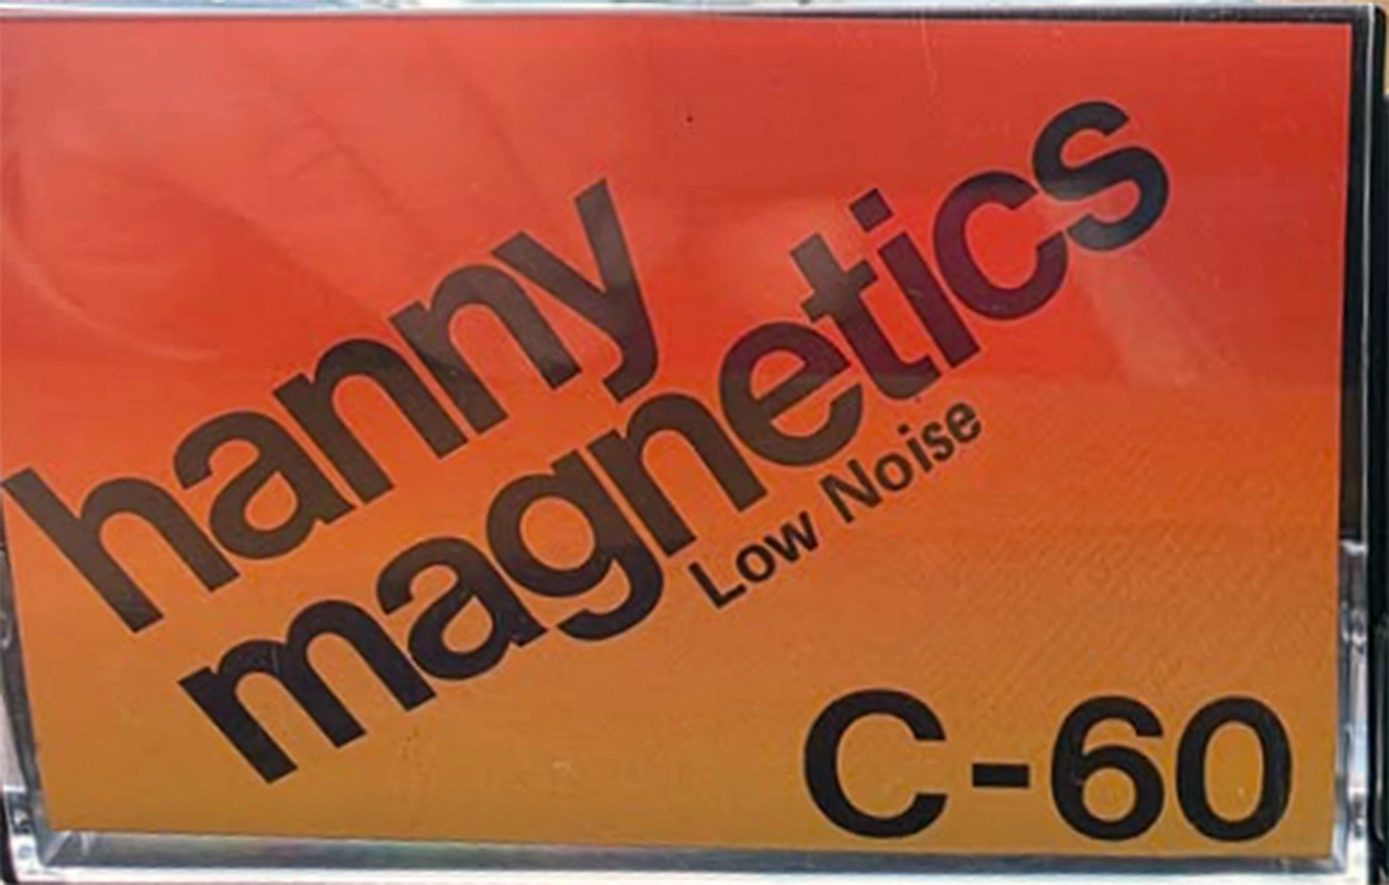 hanny
magnetics
Low Noise
C-60